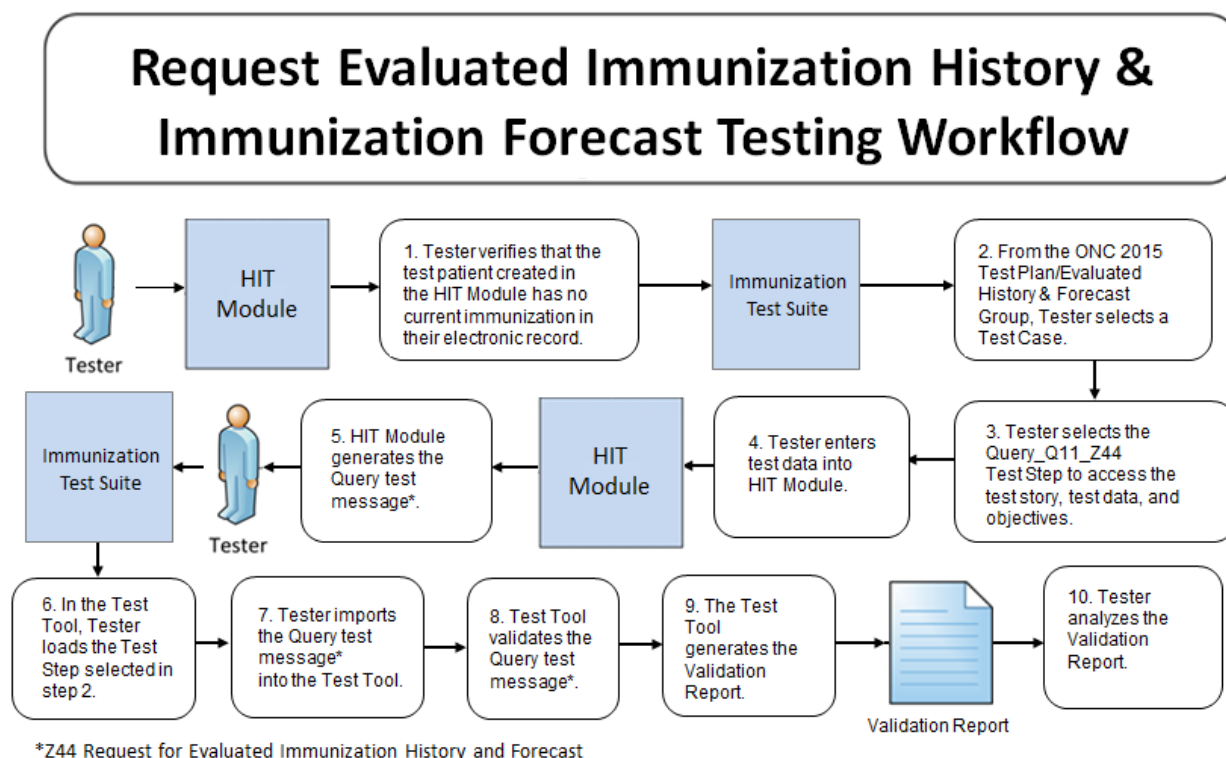 Request Evaluated Immunization History &
Immunization Forecast Testing Workflow
Tester
HIT
Module
1. Tester verifies that the
test patient created in
the HIT Module has no
current immunization in
their electronic record.
Immunization
Test Suite
2. From the ONC 2015
Test Plan/Evaluated
History & Forecast
Group, Tester selects a
Test Case.
3. Tester selects the
Query_Q11_Z44
Test Step to access the
test story, test data, and
objectives.
4. Tester enters
test data into
HIT Module.
HIT
Module
5. HIT Module
generates the
Query test
message*.
Tester
Immunization
Test Suite
6. In the Test
Tool, Tester
loads the Test
Step selected in
step 2.
7. Tester imports
the Query test
message*
into the Test Tool.
8. Test Tool
validates the
Query test
message*.
9. The Test
Tool
generates the
Validation
Report.
Validation Report
10. Tester
analyzes the
Validation
Report.
*Z44 Request for Evaluated Immunization History and Forecast